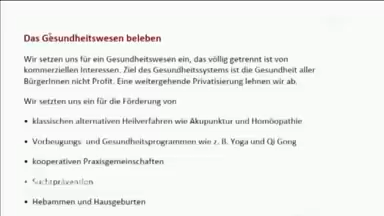 Das Gesundheitswesen beleben
Wir setzen uns für ein Gesundheitswesen ein, das völlig getrennt ist von
kommerziellen Interessen. Ziel des Gesundheitssystems ist die Gesundheit aller
BürgerInnen nicht Profit. Eine weitergehende Privatisierung lehnen wir ab.
Wir setzten uns ein für die Förderung von
• klassischen alternativen Heilverfahren wie Akupunktur und Homöopathie
• Vorbeugungs- und Gesundheitsprogrammen wie z. B. Yoga und Qi Gong
• kooperativen Praxisgemeinschaften
• Suchtprävention
• Hebammen und Hausgeburten